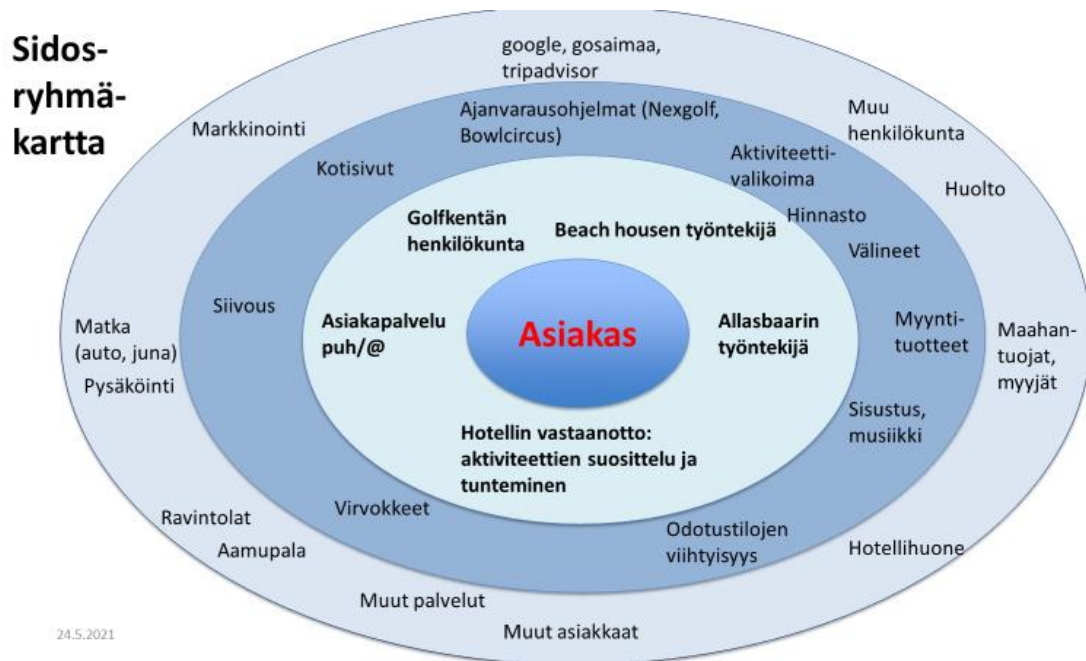 Sidos-
ryhmä-
kartta
google, gosaimaa,
tripadvisor
Markkinointi
Ajanvarausohjelmat (Nexgolf,
Bowlcircus)
Muu
henkilökunta
Kotisivut
Aktiviteetti-
valikoima
Huolto
Golfkentän
henkilökunta
Beach housen työntekijä
Hinnasto
Välineet
Siivous
Asiakapalvelu
puh/@
Asiakas
Allasbaarin
työntekijä
Myynti-
tuotteet
Matka
(auto, juna)
Pysäköinti
Maahan-
tuojat,
myyjät
Sisustus,
musiikki
Hotellin vastaanotto:
aktiviteettien suosittelu ja
tunteminen
Virvokkeet
Ravintolat
Aamupala
Odotustilojen
viihtyisyys
Hotellihuone
Muut palvelut
Muut asiakkaat
24.5.2021